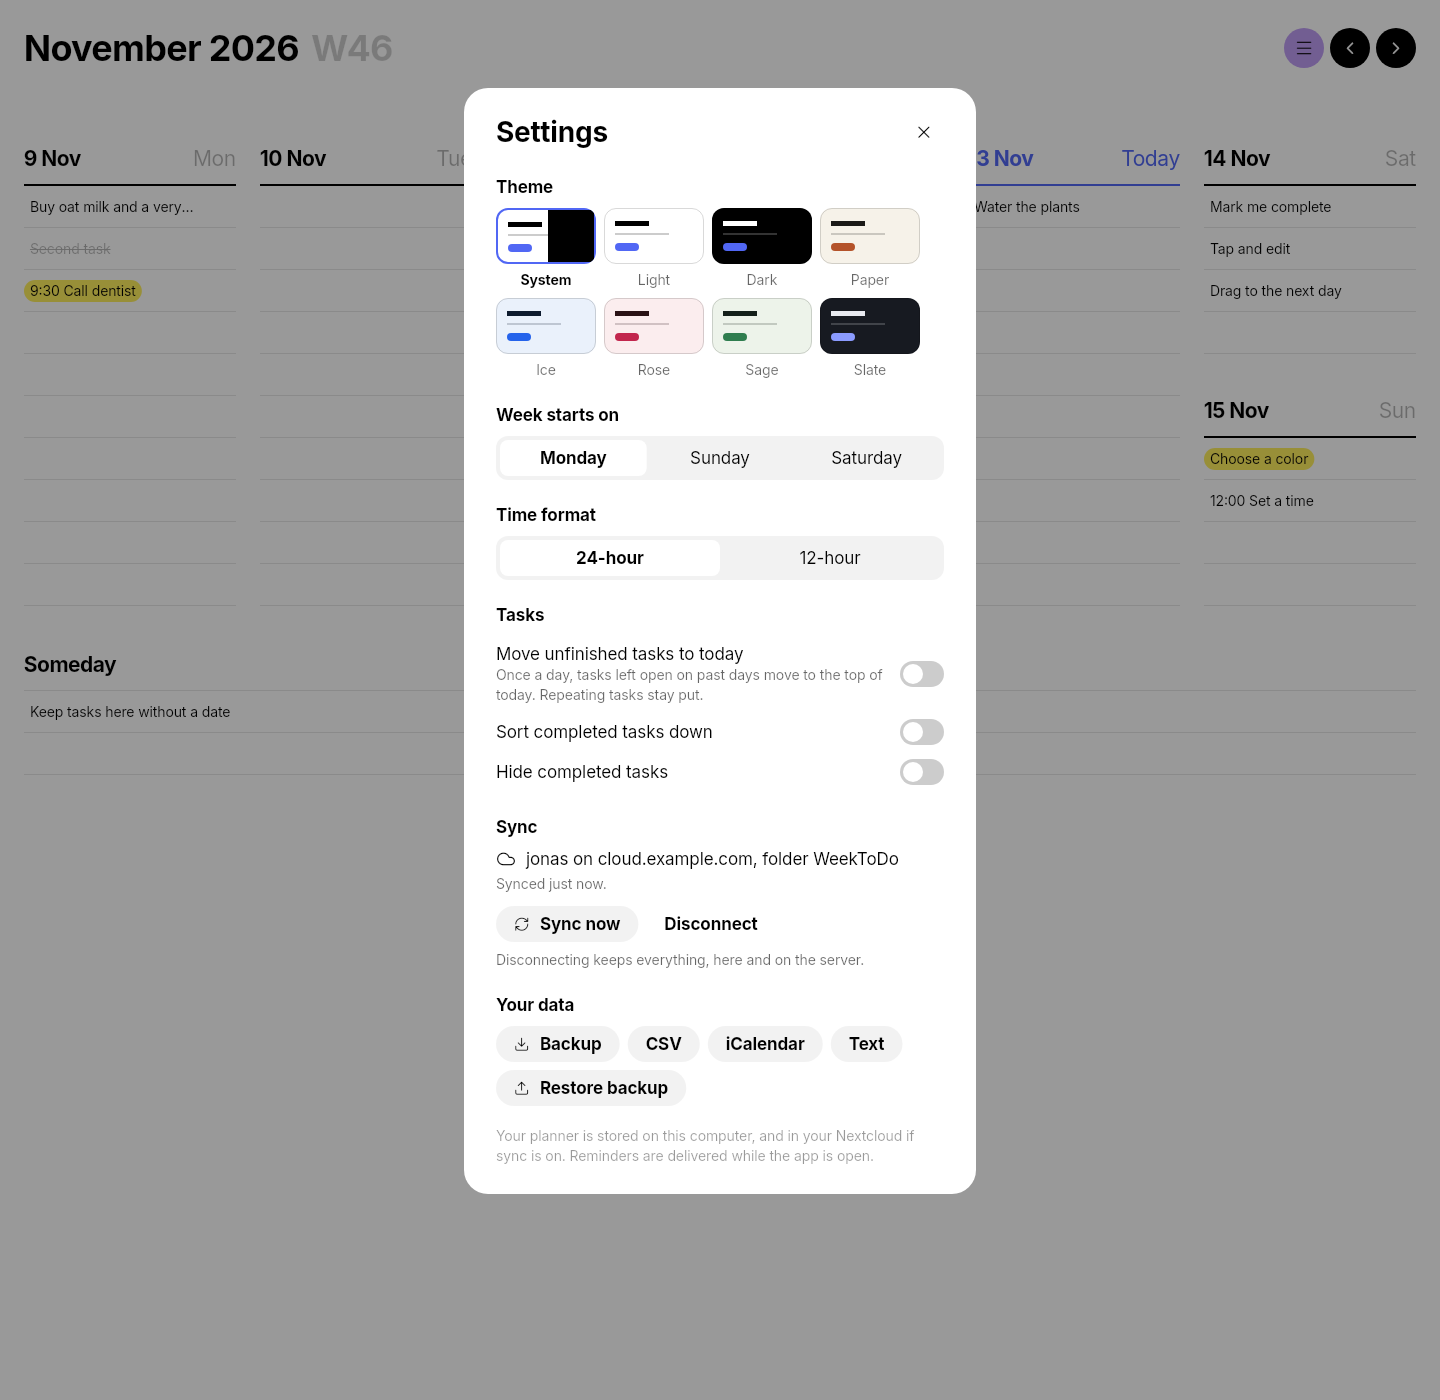 November 2026 W46
Settings
9 Nov Mon
Buy oat milk and a very...
Second task
9:30 Call dentist
10 Nov Tue
3 Nov Today
Water the plants
14 Nov Sat
Mark me complete
Tap and edit
Drag to the next day
15 Nov Sun
Choose a color
12:00 Set a time
Someday
Keep tasks here without a date
Theme
System Light Dark Paper
Ice Rose Sage Slate
Week starts on
Monday Sunday Saturday
Time format
24-hour 12-hour
Tasks
Move unfinished tasks to today
Once a day, tasks left open on past days move to the top of
today. Repeating tasks stay put.
Sort completed tasks down
Hide completed tasks
Sync
jonas on cloud.example.com, folder WeekToDo
Synced just now.
Sync now Disconnect
Disconnecting keeps everything, here and on the server.
Your data
Backup CSV iCalendar Text
Restore backup
Your planner is stored on this computer, and in your Nextcloud if
sync is on. Reminders are delivered while the app is open.